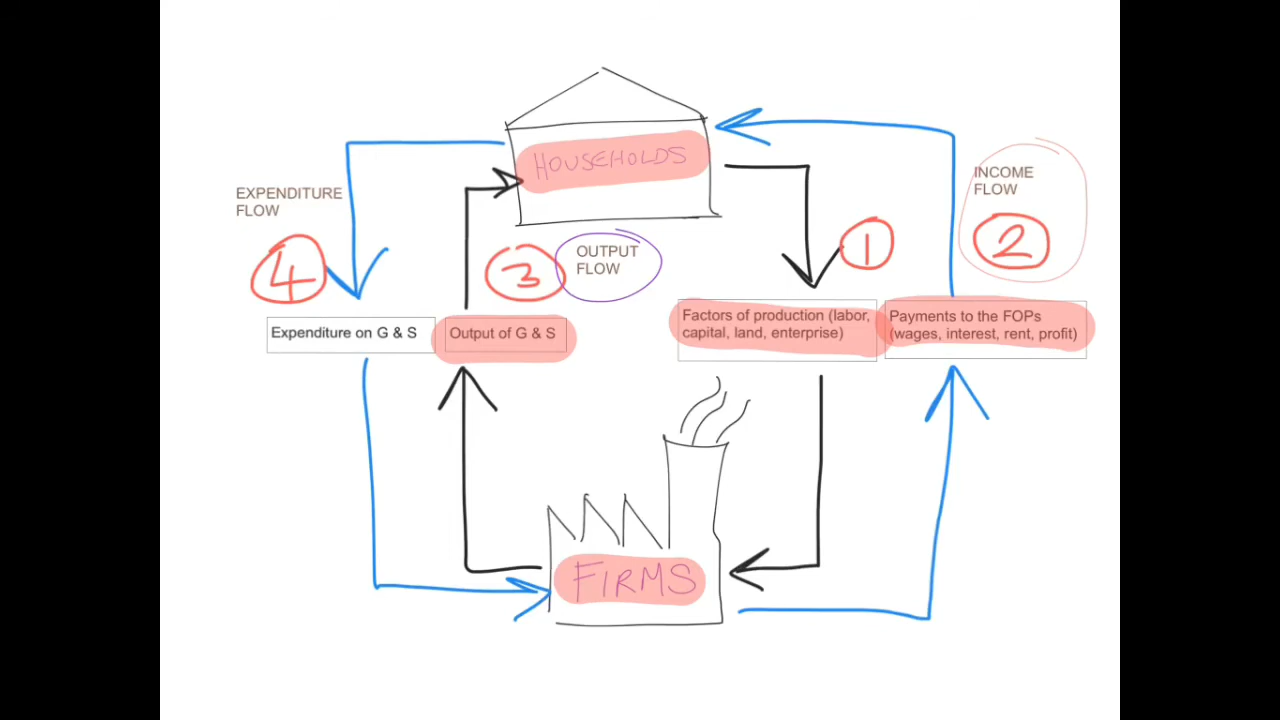 HOUSEHOLDS
EXPENDITURE
FLOW
4
3
OUTPUT
FLOW
1
INCOME
FLOW
2
Expenditure on G & S
Output of G & S
Factors of production (labor,
capital, land, enterprise)
Payments to the FOPs
(wages, interest, rent, profit)
FIRMS